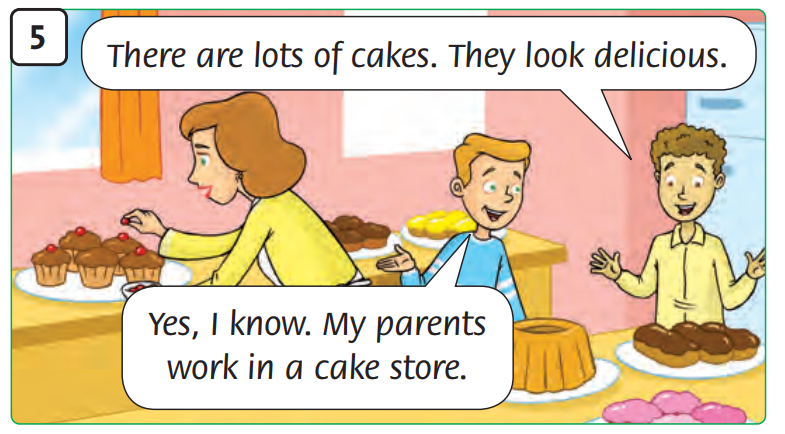 5
There are lots of cakes. They look delicious.
Yes, I know. My parents
work in a cake store.